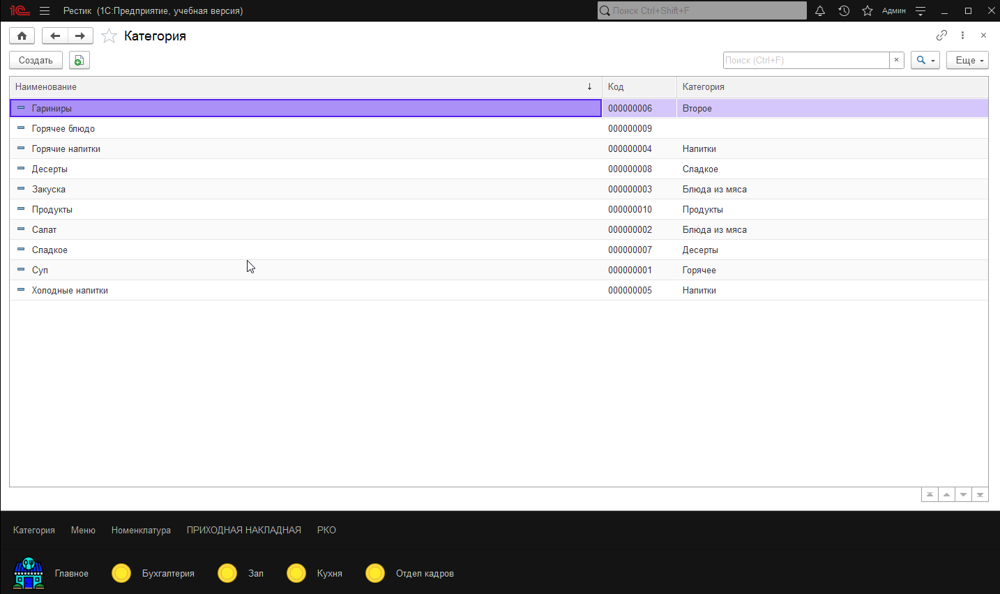 1С Рестик (1С:Предприятие, учебная версия) Поиск Ctrl+Shift+F Админ
Категория
Создать Поиск (Ctrl+F) × Еще
Наименование ↓ Код Категория
Гариниры 000000006 Второе
Горячее блюдо 000000009
Горячие напитки 000000004 Напитки
Десерты 000000008 Сладкое
Закуска 000000003 Блюда из мяса
Продукты 000000010 Продукты
Салат 000000002 Блюда из мяса
Сладкое 000000007 Десерты
Суп 000000001 Горячее
Холодные напитки 000000005 Напитки
Категория Меню Номенклатура ПРИХОДНАЯ НАКЛАДНАЯ РКО
Главное Бухгалтерия Зал Кухня Отдел кадров